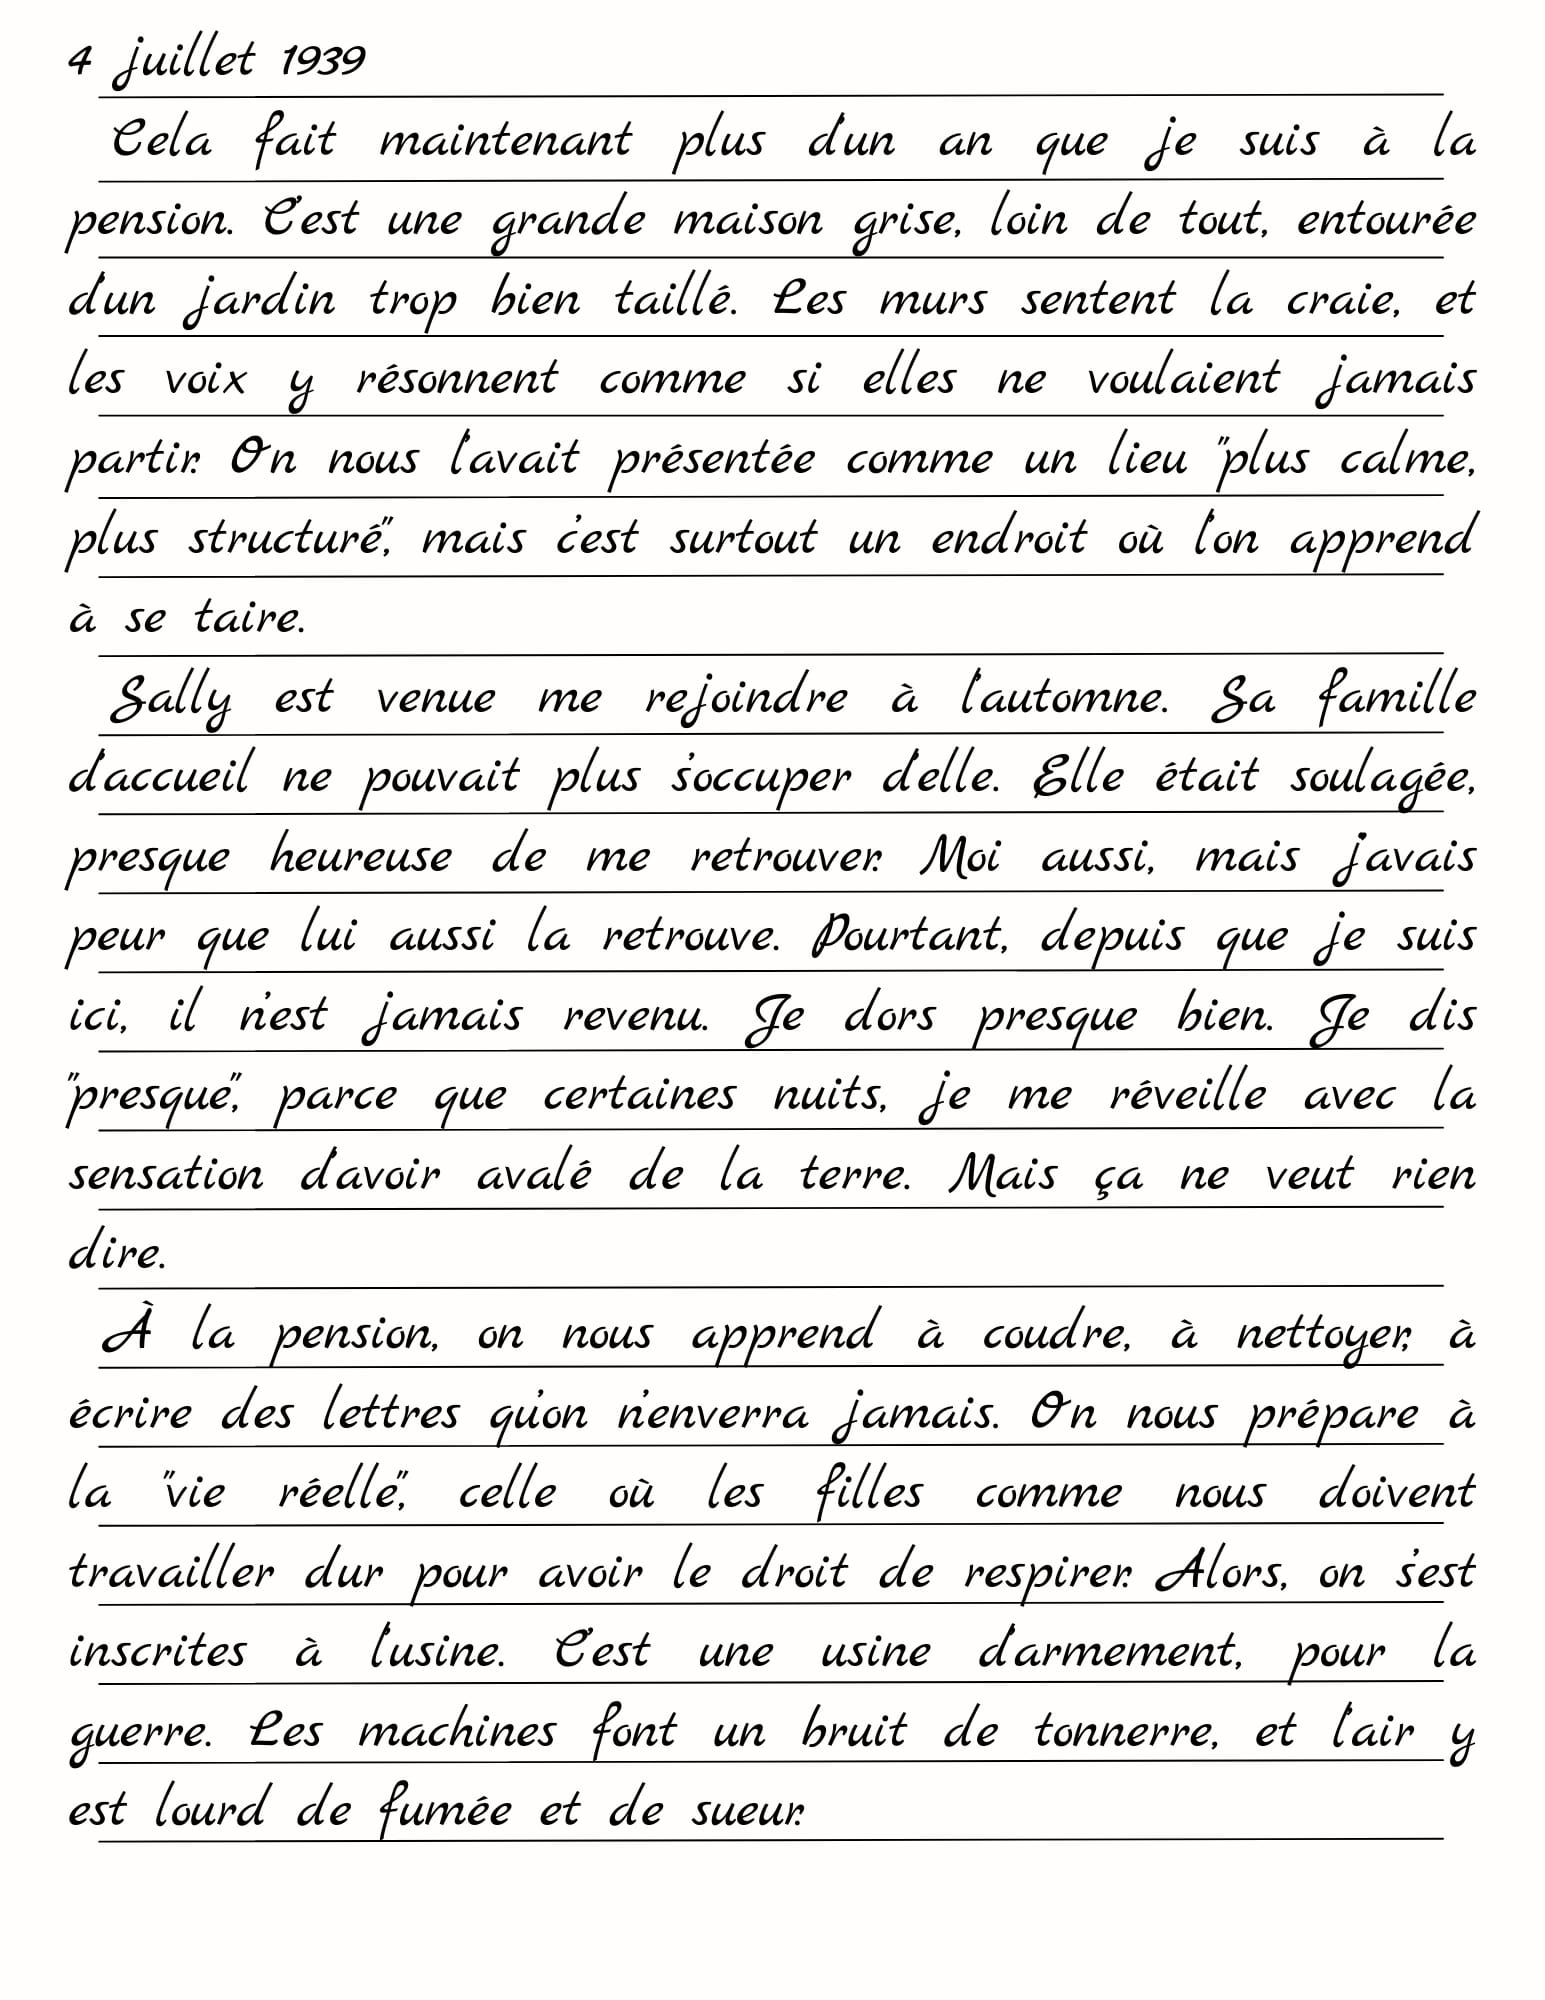 4 juillet 1939
Cela fait maintenant plus d'un an que je suis à la
pension. C'est une grande maison grise, loin de tout, entourée
d'un jardin trop bien taillé. Les murs sentent la craie, et
les voix y résonnent comme si elles ne voulaient jamais
partir. On nous l'avait présentée comme un lieu "plus calme,
plus structuré", mais c'est surtout un endroit où l'on apprend
à se taire.
Sally est venue me rejoindre à l'automne. Sa famille
d'accueil ne pouvait plus s'occuper d'elle. Elle était soulagée,
presque heureuse de me retrouver. Moi aussi, mais j'avais
peur que lui aussi la retrouve. Pourtant, depuis que je suis
ici, il n'est jamais revenu. Je dors presque bien. Je dis
"presque", parce que certaines nuits, je me réveille avec la
sensation d'avoir avalé de la terre. Mais ça ne veut rien
dire.
À la pension, on nous apprend à coudre, à nettoyer, à
écrire des lettres qu'on n'enverra jamais. On nous prépare à
la "vie réelle", celle où les filles comme nous doivent
travailler dur pour avoir le droit de respirer. Alors, on s'est
inscrites à l'usine. C'est une usine d'armement, pour la
guerre. Les machines font un bruit de tonnerre, et l'air y
est lourd de fumée et de sueur.